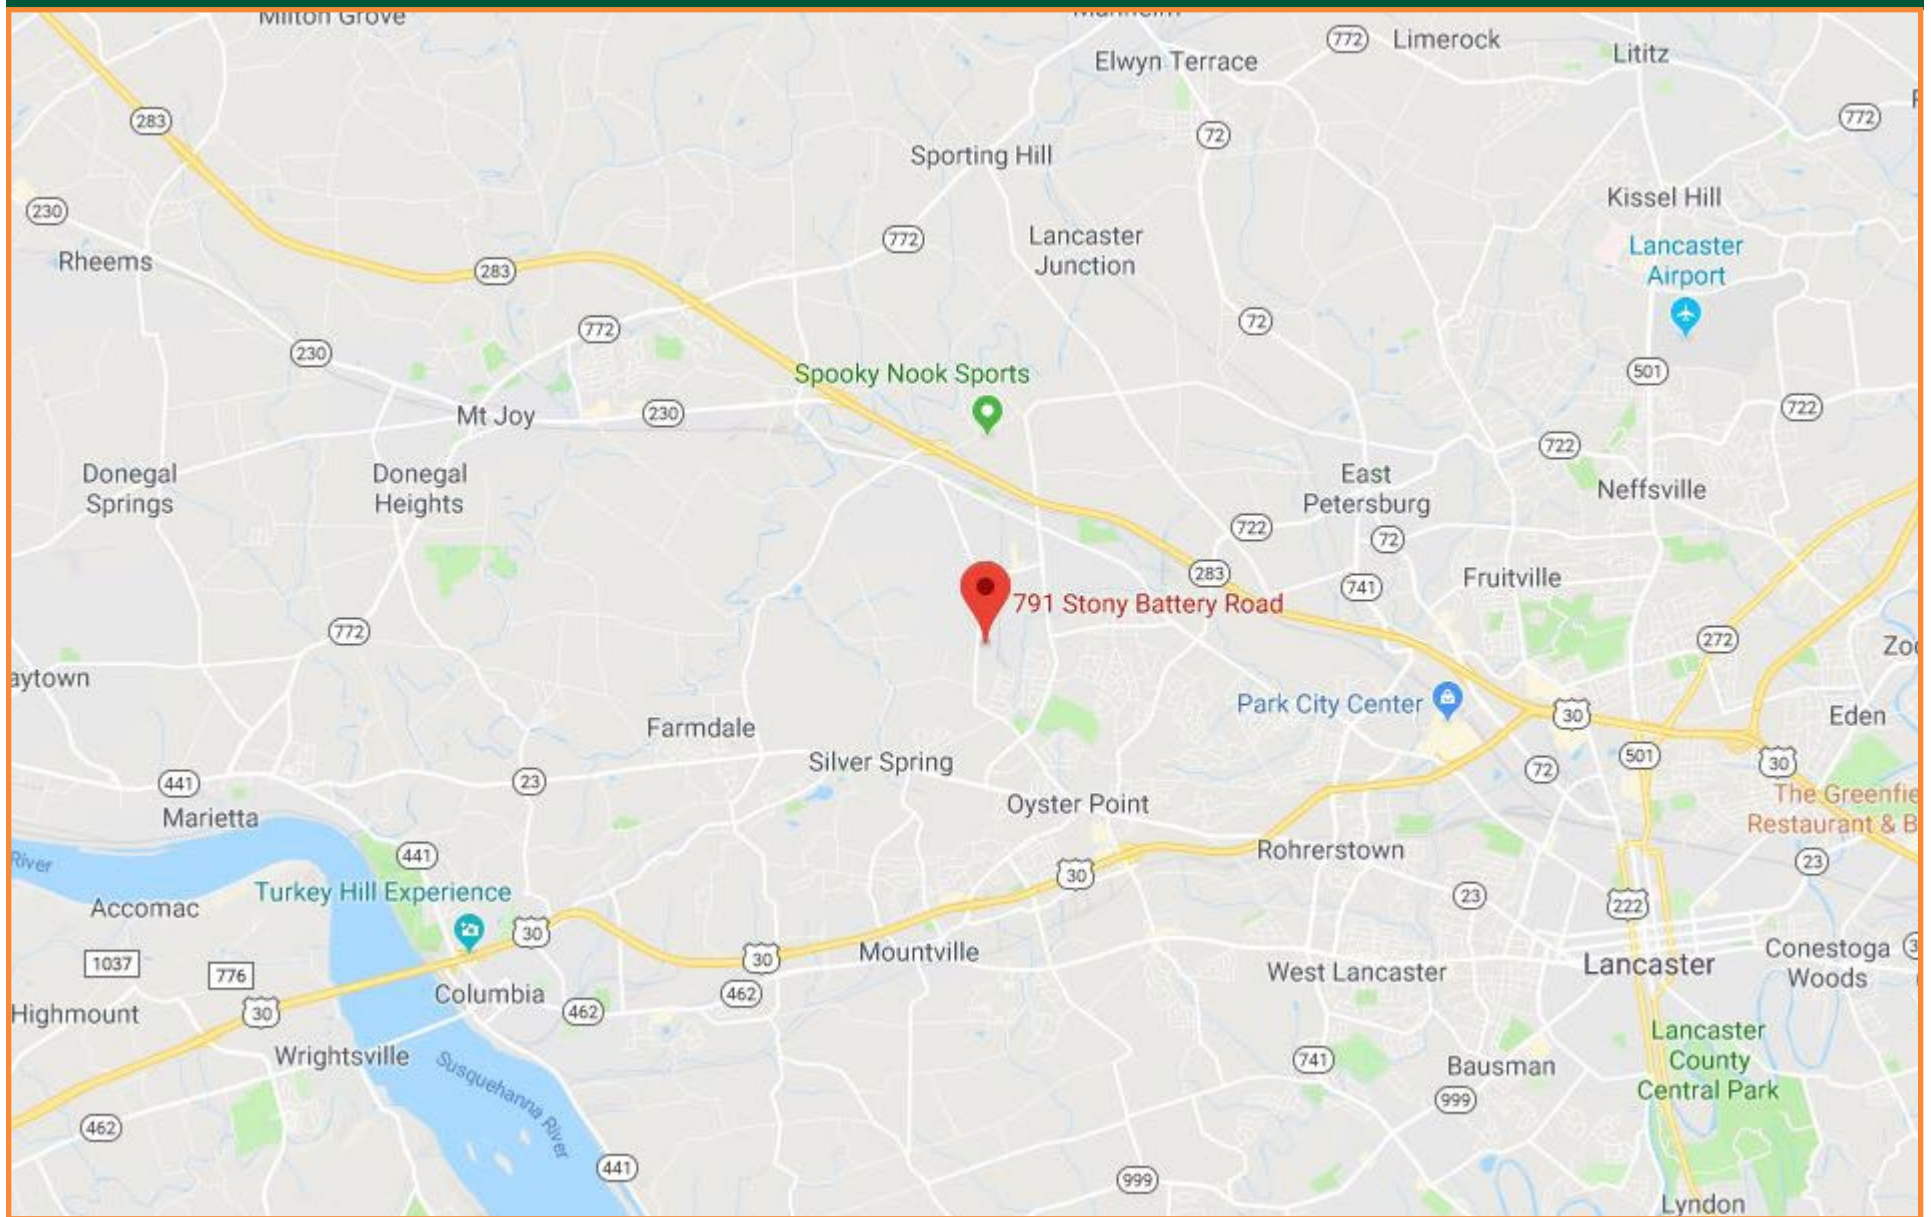 Milton Grove
Manheim
772
Limerock
Elwyn Terrace
Lititz
283
772
72
Sporting Hill
Kissel Hill
230
772
Lancaster
Junction
Lancaster
Airport
Rheems
283
72
772
230
501
Spooky Nook Sports
722
Mt Joy
230
722
Donegal
Springs
Donegal
Heights
East
Petersburg
Neffsville
722
72
283
741
Fruitville
791 Stony Battery Road
772
272
Zoo
aytown
Park City Center
30
Eden
Farmdale
Silver Spring
501
30
72
441
23
The Greenfie
Restaurant & B
Marietta
Oyster Point
River
441
Rohrerstown
23
30
Turkey Hill Experience
23
222
Accomac
30
Mountville
30
Conestoga
Woods
3
1037
776
West Lancaster
Lancaster
Columbia
462
462
Highmount
30
Lancaster
County
Central Park
Wrightsville
Susquehanna River
741
Bausman
999
462
441
999
Lyndon